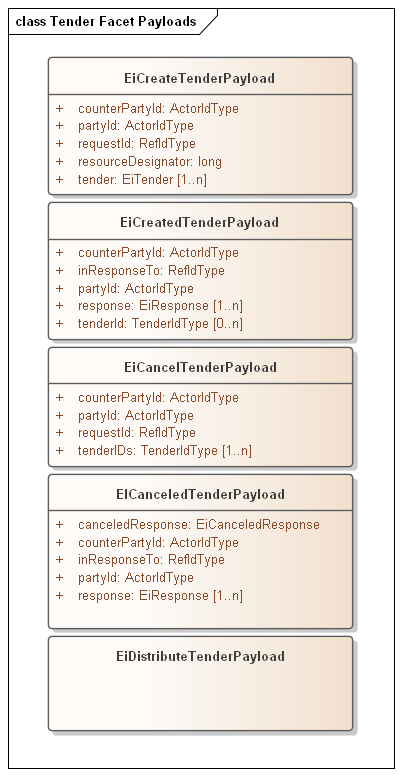 class Tender Facet Payloads
EiCreateTenderPayload
+ counterPartyId: ActorIdType
+ partyId: ActorIdType
+ requestId: RefIdType
+ resourceDesignator: long
+ tender: EiTender [1..n]
EiCreatedTenderPayload
+ counterPartyId: ActorIdType
+ inResponseTo: RefIdType
+ partyId: ActorIdType
+ response: EiResponse [1..n]
+ tenderId: TenderIdType [0..n]
EiCancelTenderPayload
+ counterPartyId: ActorIdType
+ partyId: ActorIdType
+ requestId: RefIdType
+ tenderIDs: TenderIdType [1..n]
EICanceledTenderPayload
+ canceledResponse: EiCanceledResponse
+ counterPartyId: ActorIdType
+ inResponseTo: RefIdType
+ partyId: ActorIdType
+ response: EiResponse [1..n]
EiDistributeTenderPayload